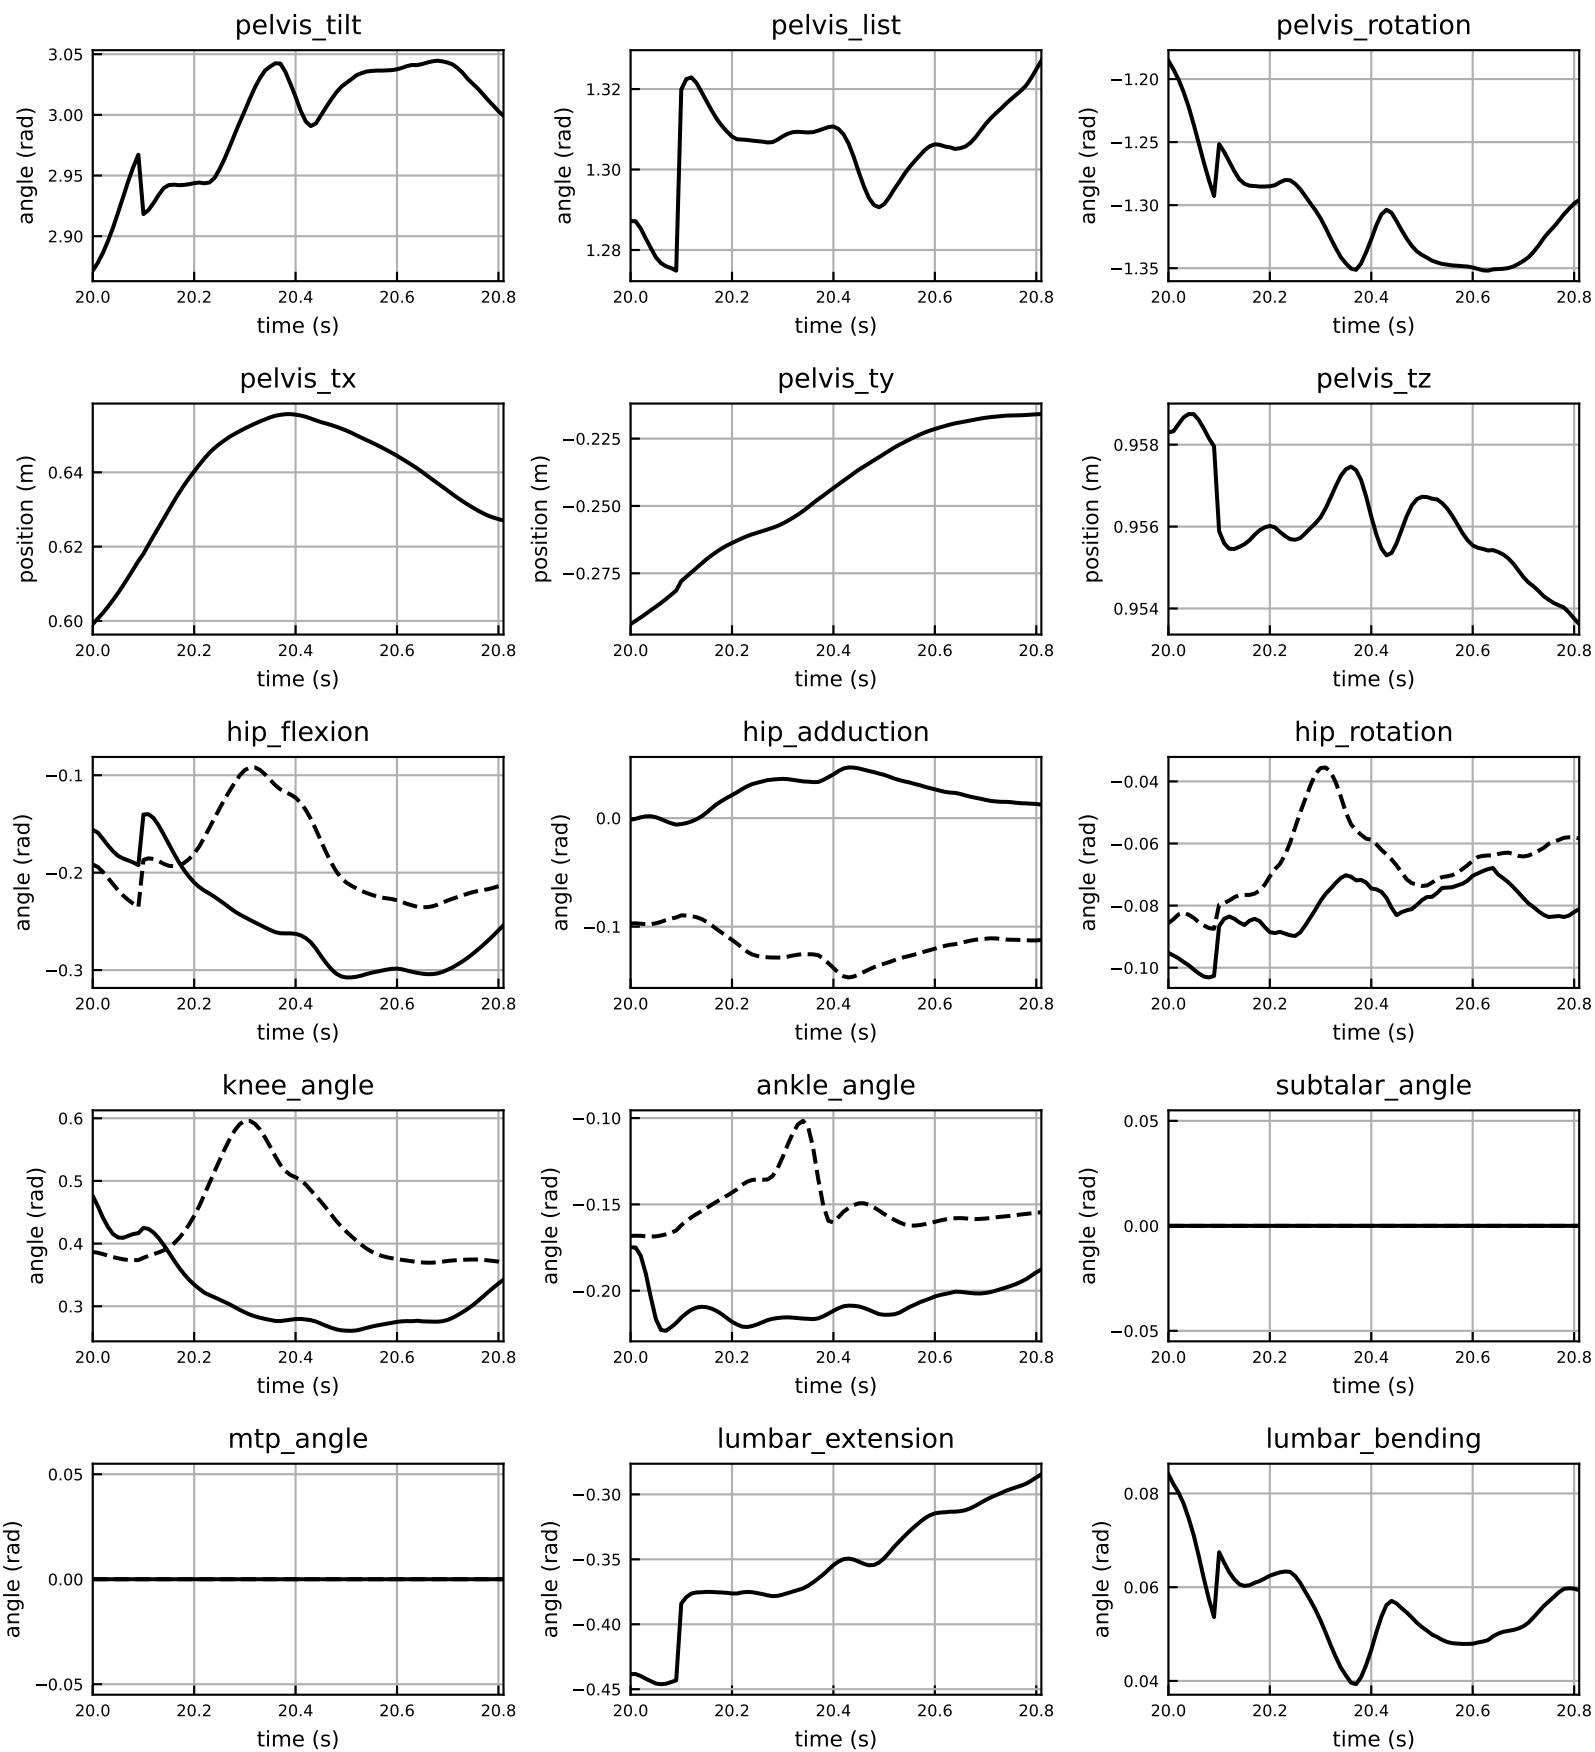 pelvis_tilt
angle (rad)
3.05
3.00
2.95
2.90
20.0 20.2 20.4 20.6 20.8
time (s)
pelvis_list
angle (rad)
1.32
1.30
1.28
20.0 20.2 20.4 20.6 20.8
time (s)
pelvis_rotation
angle (rad)
−1.20
−1.25
−1.30
−1.35
20.0 20.2 20.4 20.6 20.8
time (s)
pelvis_tx
position (m)
0.64
0.62
0.60
20.0 20.2 20.4 20.6 20.8
time (s)
pelvis_ty
position (m)
−0.225
−0.250
−0.275
20.0 20.2 20.4 20.6 20.8
time (s)
pelvis_tz
position (m)
0.958
0.956
0.954
20.0 20.2 20.4 20.6 20.8
time (s)
hip_flexion
angle (rad)
−0.1
−0.2
−0.3
20.0 20.2 20.4 20.6 20.8
time (s)
hip_adduction
angle (rad)
0.0
−0.1
20.0 20.2 20.4 20.6 20.8
time (s)
hip_rotation
angle (rad)
−0.04
−0.06
−0.08
−0.10
20.0 20.2 20.4 20.6 20.8
time (s)
knee_angle
angle (rad)
0.6
0.5
0.4
0.3
20.0 20.2 20.4 20.6 20.8
time (s)
ankle_angle
angle (rad)
−0.10
−0.15
−0.20
20.0 20.2 20.4 20.6 20.8
time (s)
subtalar_angle
angle (rad)
0.05
0.00
−0.05
20.0 20.2 20.4 20.6 20.8
time (s)
mtp_angle
angle (rad)
0.05
0.00
−0.05
20.0 20.2 20.4 20.6 20.8
time (s)
lumbar_extension
angle (rad)
−0.30
−0.35
−0.40
−0.45
20.0 20.2 20.4 20.6 20.8
time (s)
lumbar_bending
angle (rad)
0.08
0.06
0.04
20.0 20.2 20.4 20.6 20.8
time (s)